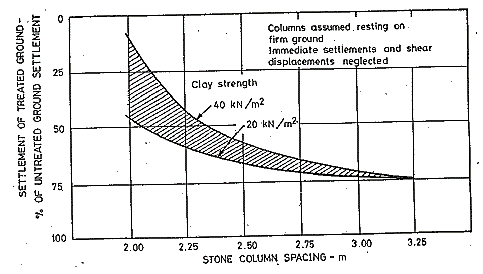 SETTLEMENT OF TREATED GROUND-
% OF UNTREATED GROUND SETTLEMENT
0
25
50
75
100
Columns assumed resting on
firm ground
Immediate settlements and shear
displacements neglected
Clay strength
40 kN/m²
20 kN/m²
2.00
2.25
2.50
2.75
3.00
3.25
STONE COLUMN SPACING - m